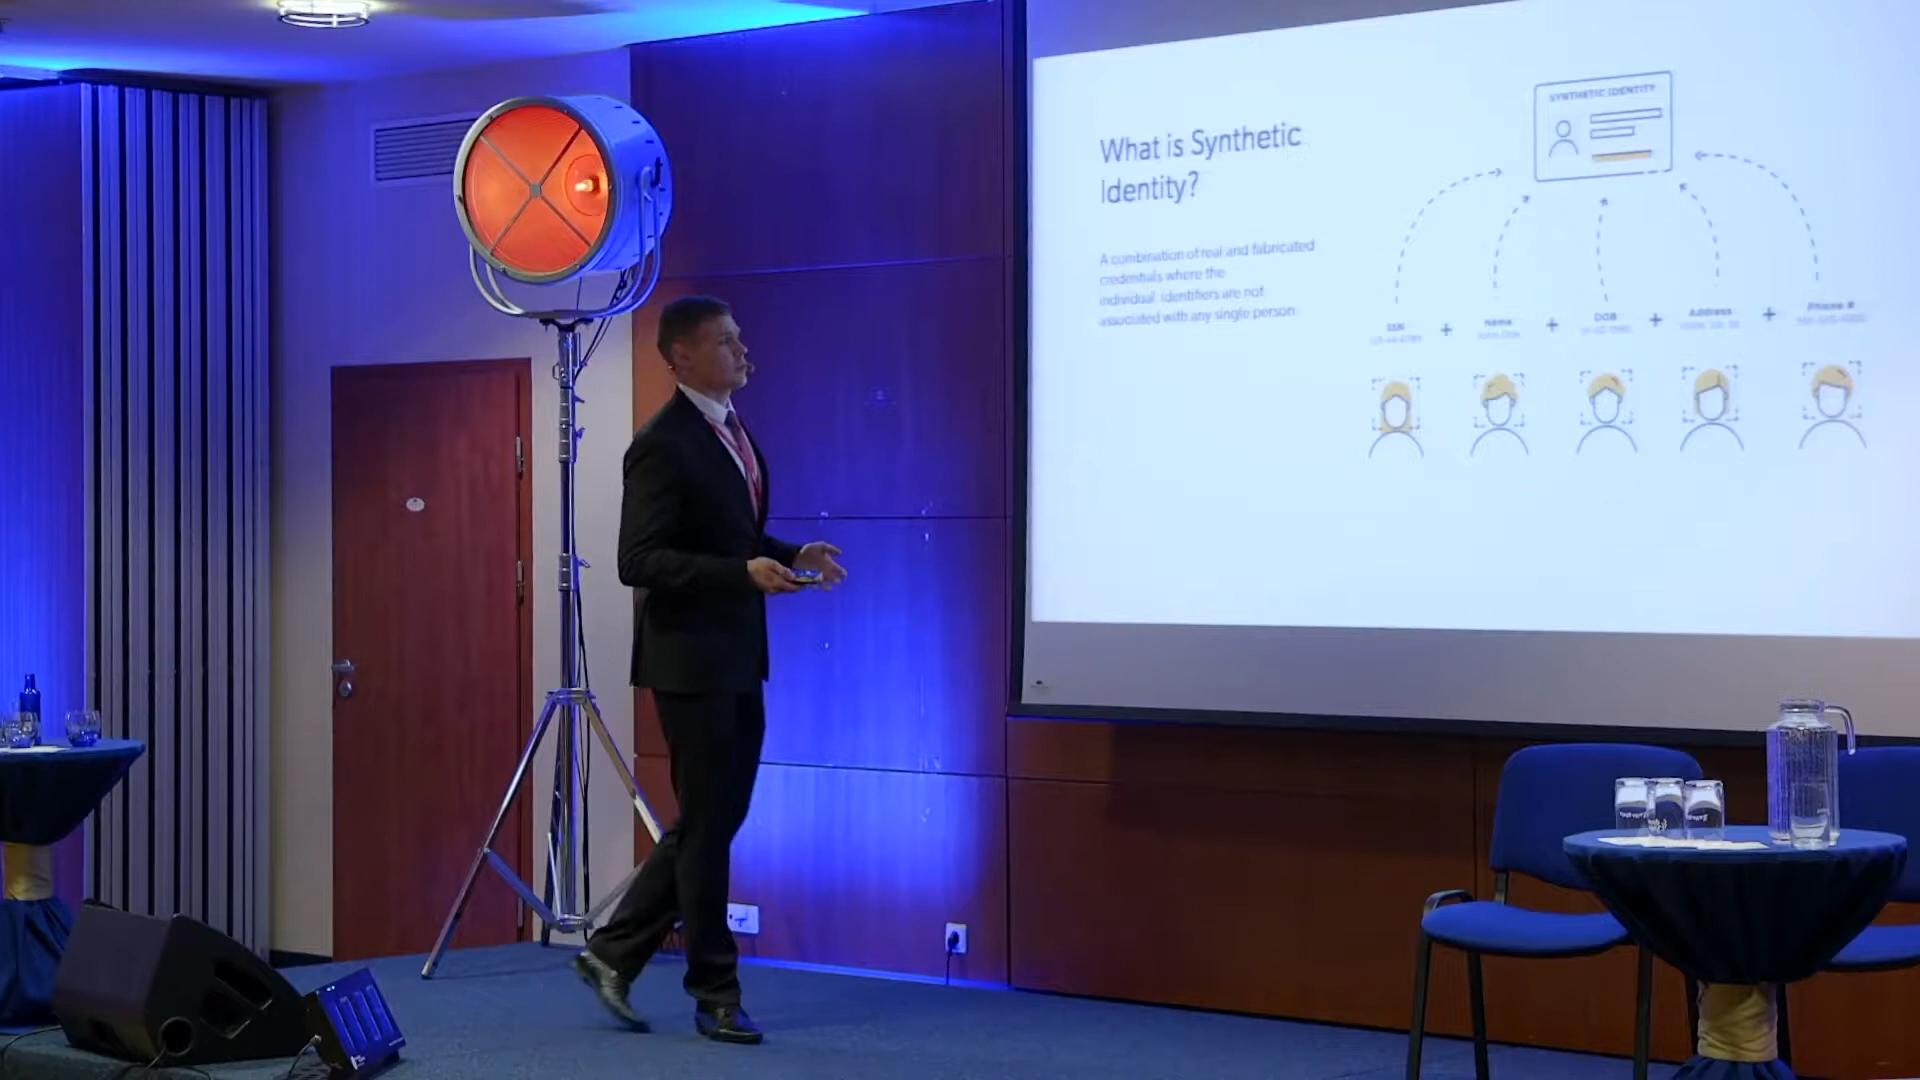 What is Synthetic
Identity?
A combination of real and fabricated
credentials where the
individual identifiers are not
associated with any single person
SYNTHETIC IDENTITY
SSN + Name + DOB + Address + Phone #